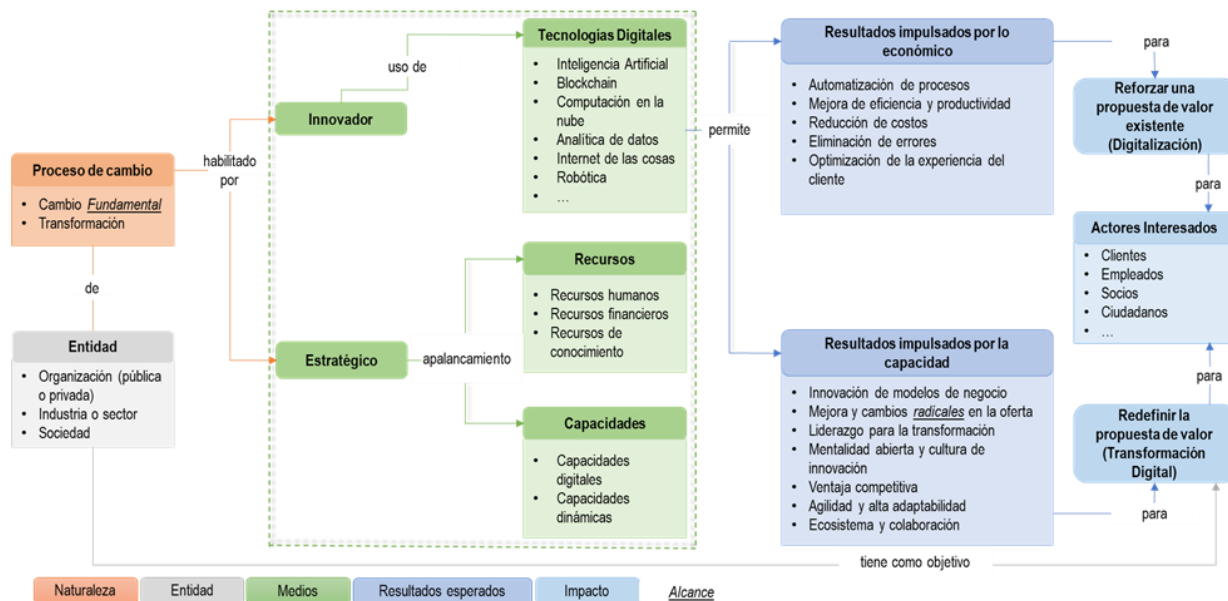 Proceso de cambio
• Cambio Fundamental
• Transformación
de
Entidad
• Organización (pública
o privada)
• Industria o sector
• Sociedad
habilitado
por
Innovador
uso de
Estratégico
apalancamiento
Tecnologías Digitales
• Inteligencia Artificial
• Blockchain
• Computación en la
nube
• Analítica de datos
• Internet de las cosas
• Robótica
• …
Recursos
• Recursos humanos
• Recursos financieros
• Recursos de
conocimiento
Capacidades
• Capacidades
digitales
• Capacidades
dinámicas
permite
Resultados impulsados por lo
económico
• Automatización de procesos
• Mejora de eficiencia y productividad
• Reducción de costos
• Eliminación de errores
• Optimización de la experiencia del
cliente
Resultados impulsados por la
capacidad
• Innovación de modelos de negocio
• Mejora y cambios radicales en la oferta
• Liderazgo para la transformación
• Mentalidad abierta y cultura de
innovación
• Ventaja competitiva
• Agilidad y alta adaptabilidad
• Ecosistema y colaboración
para
Reforzar una
propuesta de valor
existente
(Digitalización)
para
Actores Interesados
• Clientes
• Empleados
• Socios
• Ciudadanos
• …
para
Redefinir la
propuesta de valor
(Transformación
Digital)
para
tiene como objetivo
Naturaleza
Entidad
Medios
Resultados esperados
Impacto
Alcance